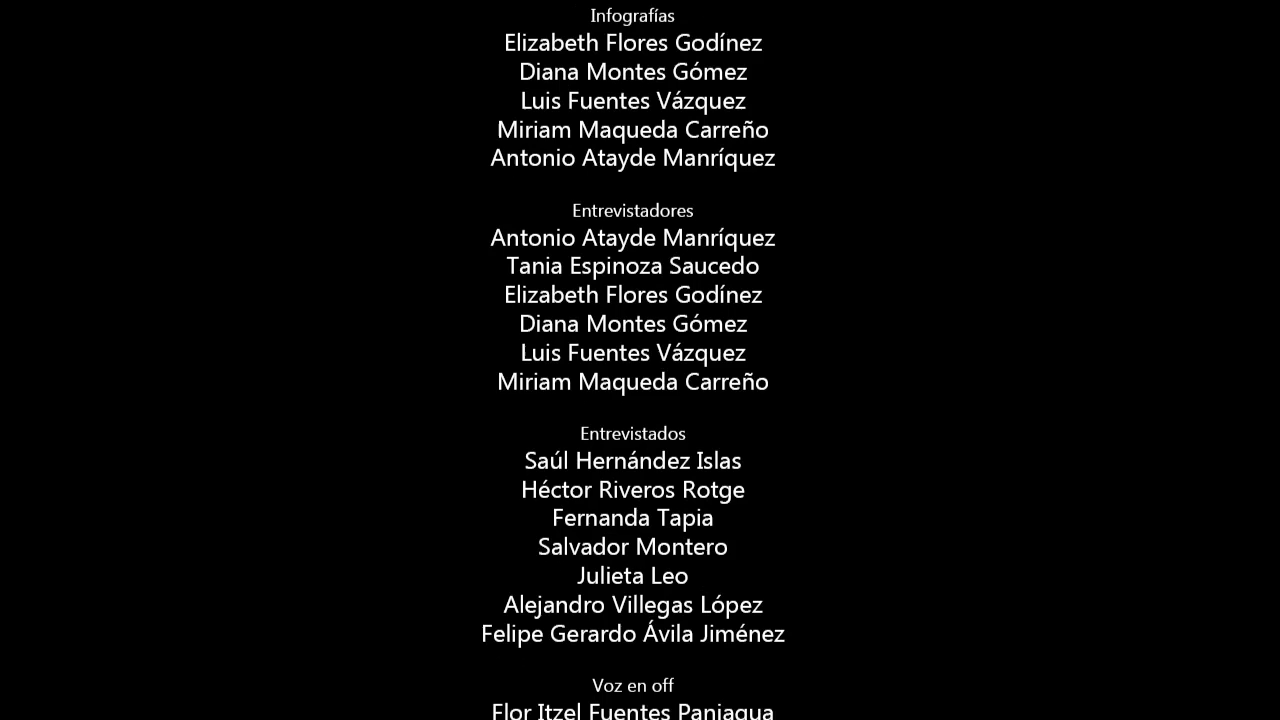 Infografías
Elizabeth Flores Godínez
Diana Montes Gómez
Luis Fuentes Vázquez
Miriam Maqueda Carreño
Antonio Atayde Manríquez
Entrevistadores
Antonio Atayde Manríquez
Tania Espinoza Saucedo
Elizabeth Flores Godínez
Diana Montes Gómez
Luis Fuentes Vázquez
Miriam Maqueda Carreño
Entrevistados
Saúl Hernández Islas
Héctor Riveros Rotge
Fernanda Tapia
Salvador Montero
Julieta Leo
Alejandro Villegas López
Felipe Gerardo Ávila Jiménez
Voz en off
Flor Itzel Fuentes Paniagua